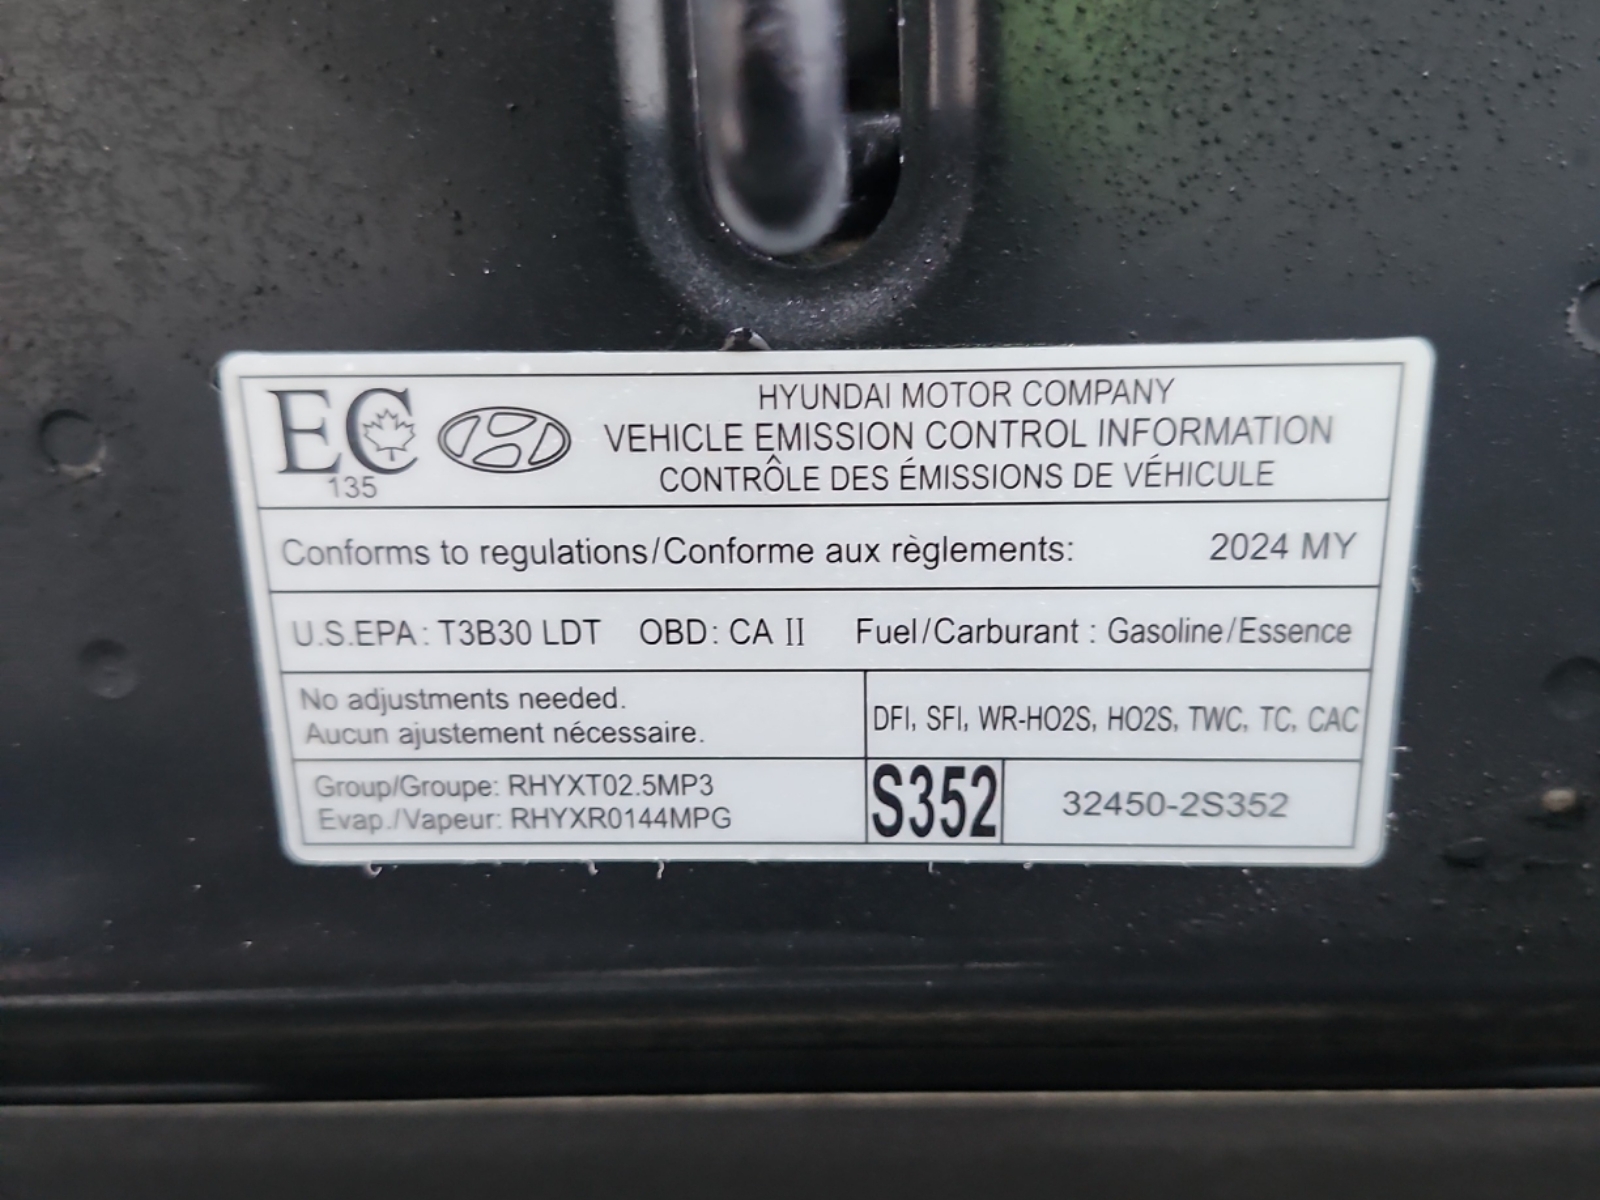 EC
135
HYUNDAI MOTOR COMPANY
VEHICLE EMISSION CONTROL INFORMATION
CONTRÔLE DES ÉMISSIONS DE VÉHICULE
Conforms to regulations/Conforme aux règlements: 2024 MY
U.S.EPA: T3B30 LDT OBD: CA II Fuel/Carburant : Gasoline/Essence
No adjustments needed.
Aucun ajustement nécessaire.
DFI, SFI, WR-HO2S, HO2S, TWC, TC, CAC
Group/Groupe: RHYXT02.5MP3
Evap./Vapeur: RHYXR0144MPG
S352
32450-2S352